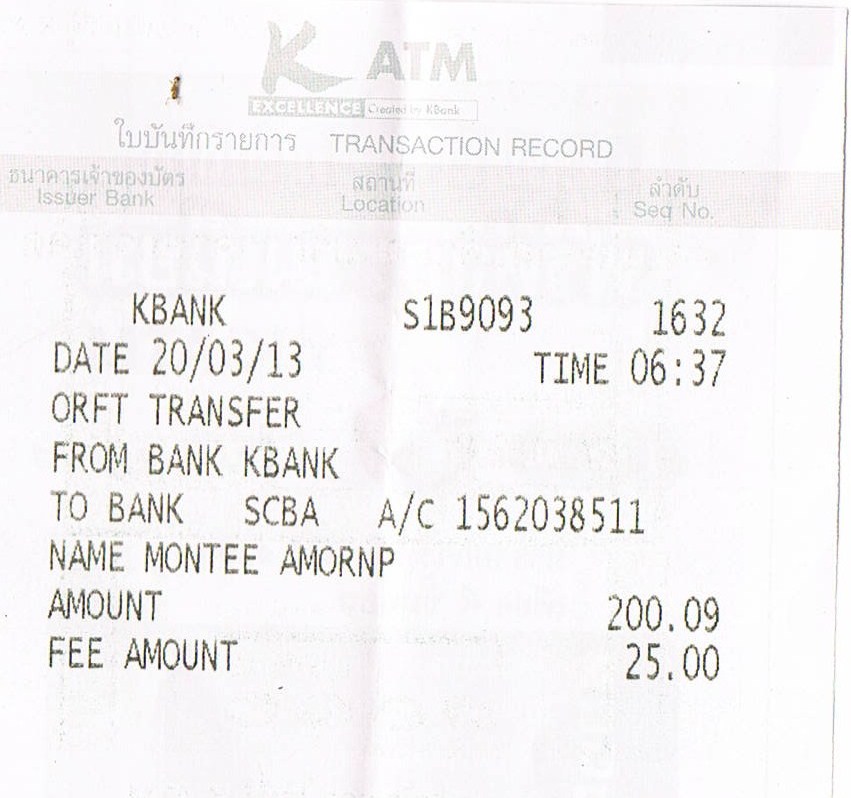 K ATM
EXCELLENCE Created by KBank
ใบบันทึกรายการ TRANSACTION RECORD
ธนาคารเจ้าของบัตร สถานที่ ลำดับ
Issuer Bank Location Seq No.
KBANK S1B9093 1632
DATE 20/03/13 TIME 06:37
ORFT TRANSFER
FROM BANK KBANK
TO BANK SCBA A/C 1562038511
NAME MONTEE AMORNP
AMOUNT 200.09
FEE AMOUNT 25.00